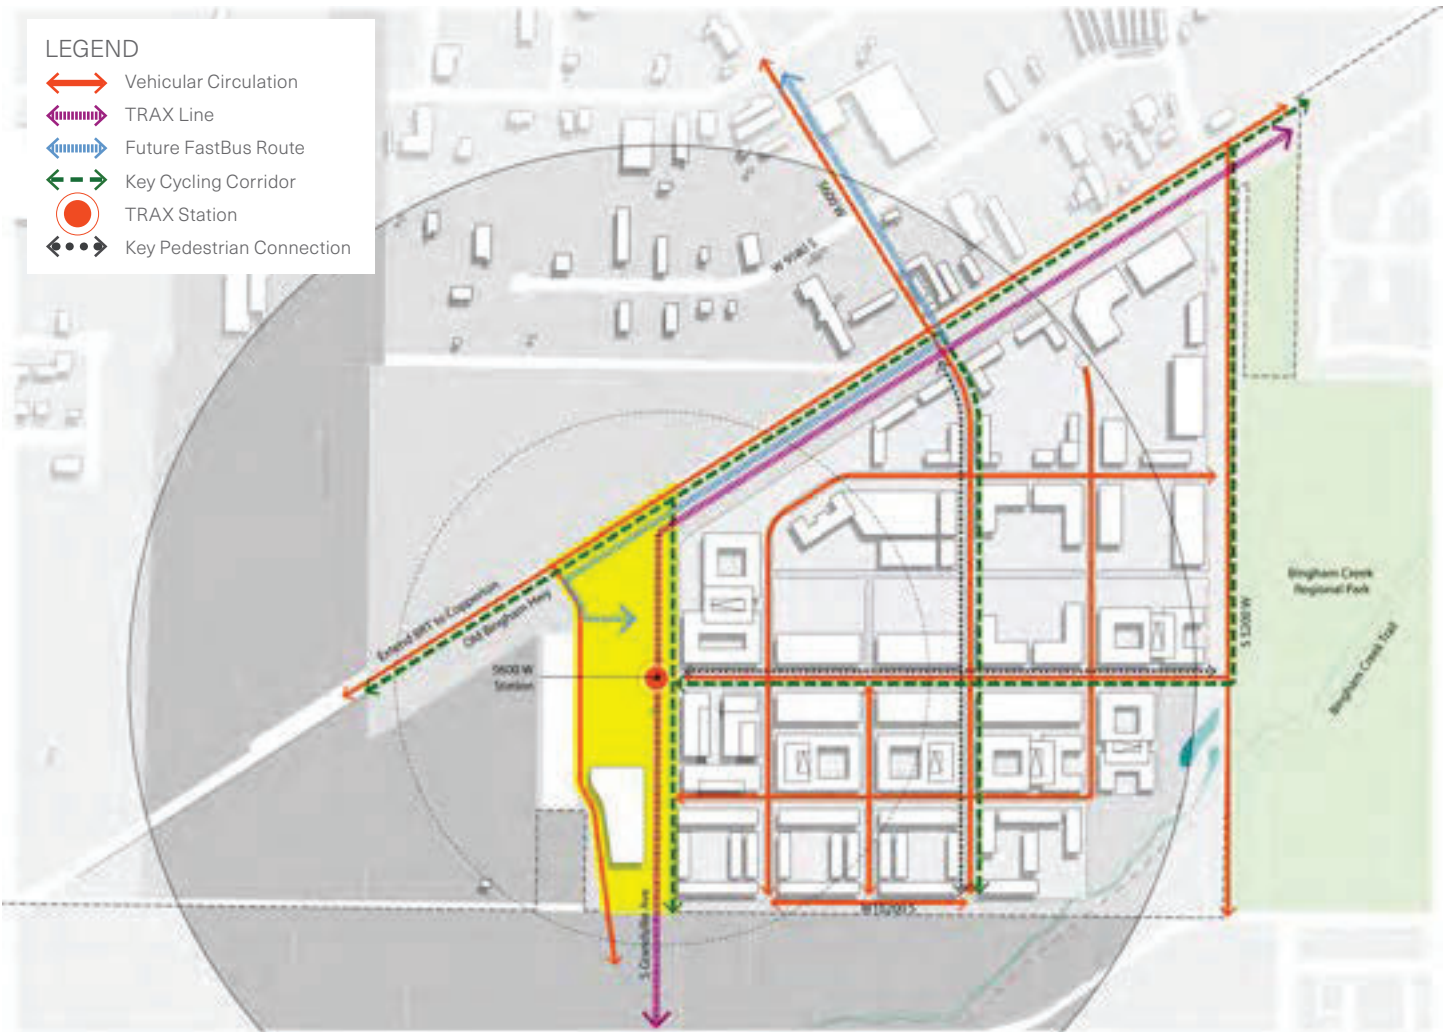 LEGEND
Vehicular Circulation
TRAX Line
Future FastBus Route
Key Cycling Corridor
TRAX Station
Key Pedestrian Connection
Extend BRT to Copperton
Old Bingham Hwy
5600 W
Station
Bingham Creek
Regional Park
Bingham Creek Trail
S 5200 W